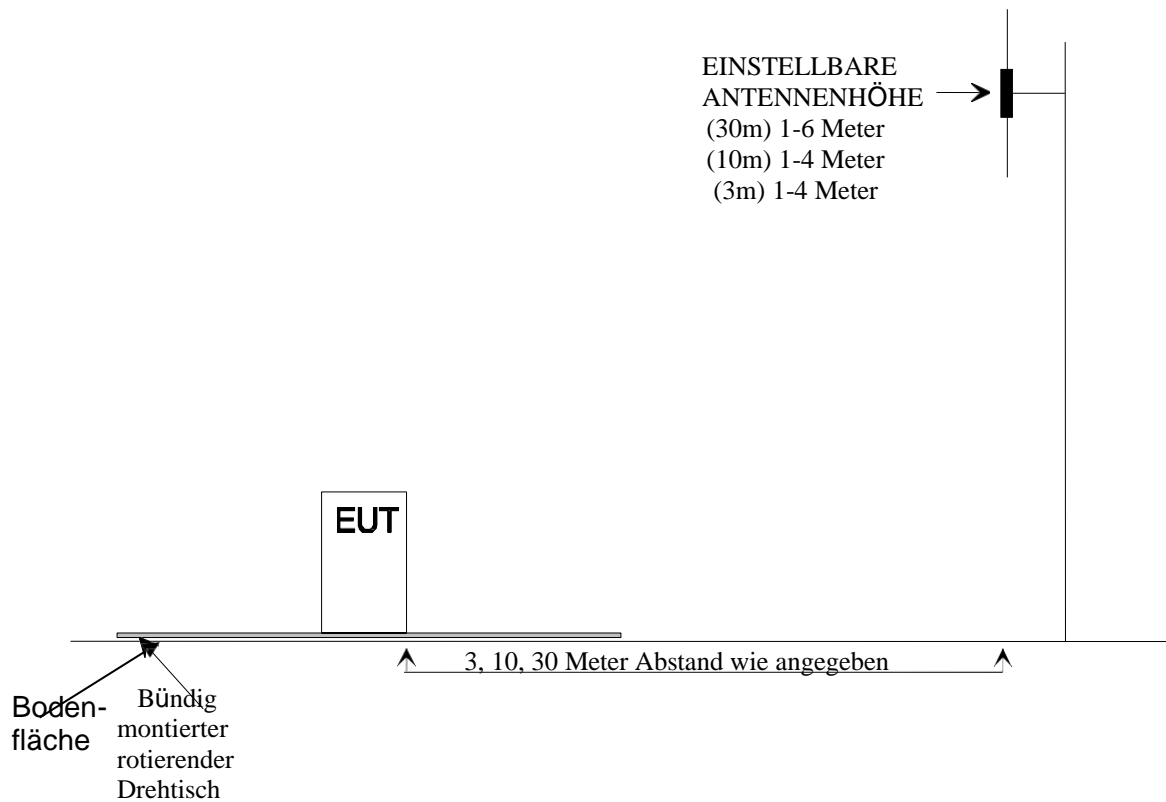 EINSTELLBARE
ANTENNENHÖHE
(30m) 1-6 Meter
(10m) 1-4 Meter
(3m) 1-4 Meter
EUT
3, 10, 30 Meter Abstand wie angegeben
Boden-
fläche
Bündig
montierter
rotierender
Drehtisch